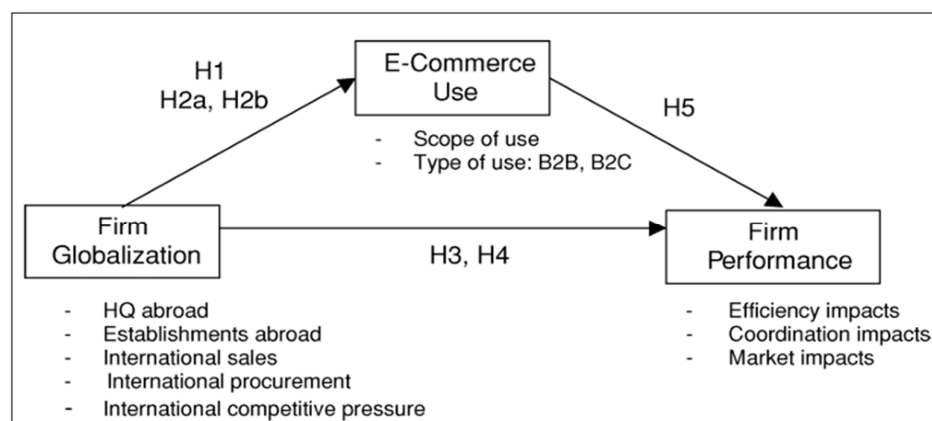 E-Commerce
Use
H1
H2a, H2b
H5
- Scope of use
- Type of use: B2B, B2C
Firm
Globalization
H3, H4
Firm
Performance
- HQ abroad
- Establishments abroad
- International sales
- International procurement
- International competitive pressure
- Efficiency impacts
- Coordination impacts
- Market impacts